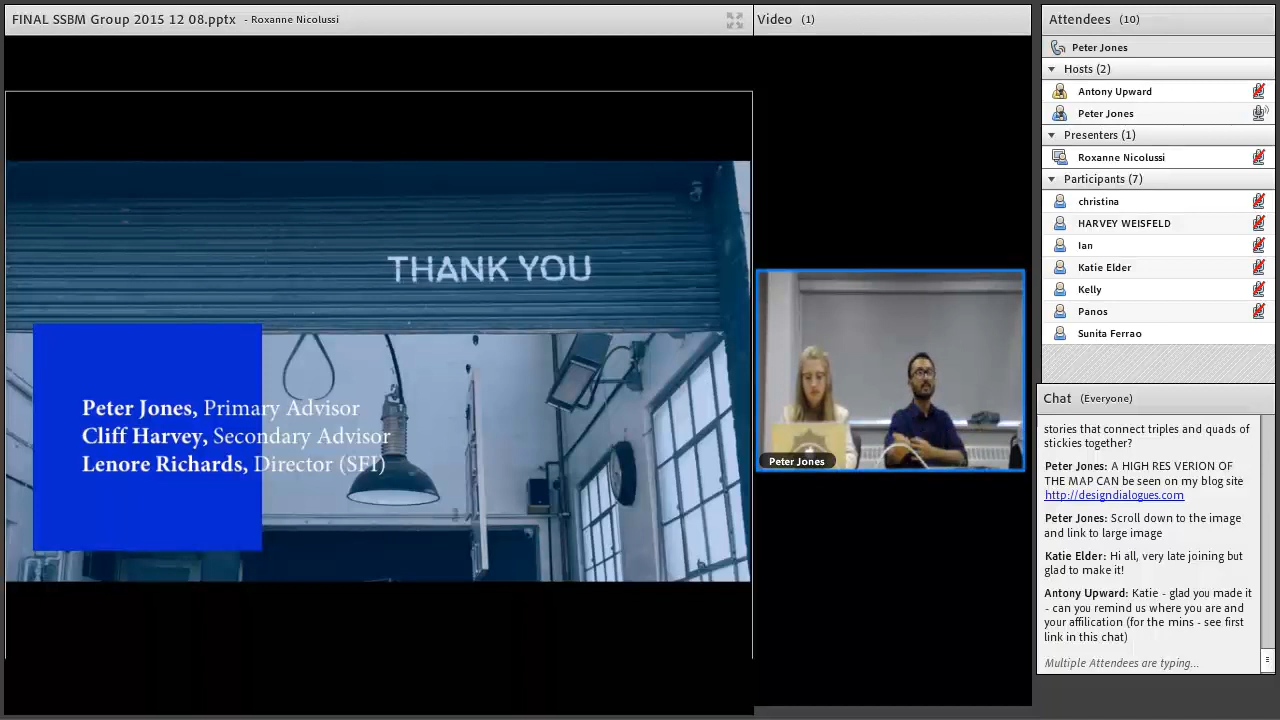 FINAL SSBM Group 2015 12 08.pptx - Roxanne Nicolussi
THANK YOU
Peter Jones, Primary Advisor
Cliff Harvey, Secondary Advisor
Lenore Richards, Director (SFI)
Video (1)
Peter Jones
Attendees (10)
Peter Jones
Hosts (2)
Antony Upward
Peter Jones
Presenters (1)
Roxanne Nicolussi
Participants (7)
christina
HARVEY WEISFELD
Ian
Katie Elder
Kelly
Panos
Sunita Ferrao
Chat (Everyone)
stories that connect triples and quads of
stickies together?
Peter Jones: A HIGH RES VERION OF
THE MAP CAN be seen on my blog site
http://designdialogues.com
Peter Jones: Scroll down to the image
and link to large image
Katie Elder: Hi all, very late joining but
glad to make it!
Antony Upward: Katie - glad you made it
- can you remind us where you are and
your affilication (for the mins - see first
link in this chat)
Multiple Attendees are typing...